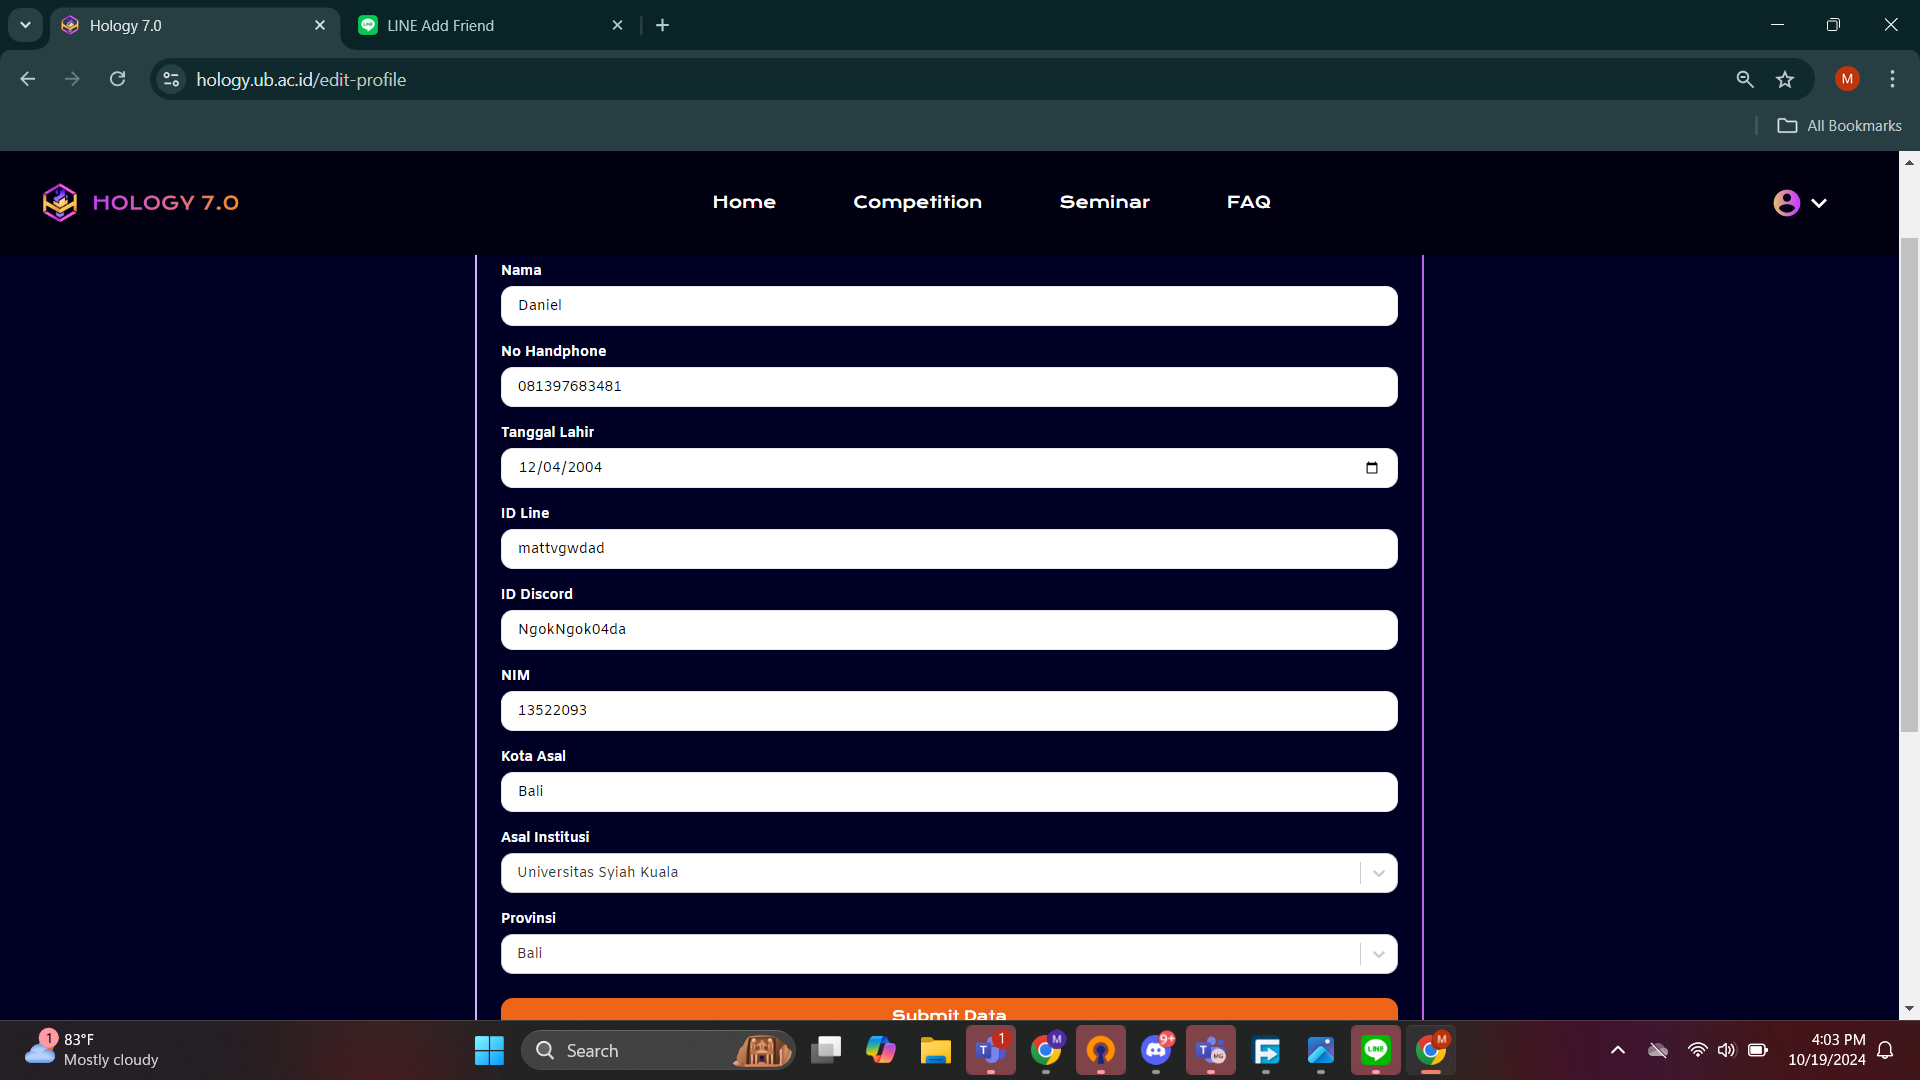 Hology 7.0
LINE Add Friend
hology.ub.ac.id/edit-profile
M
All Bookmarks
HOLOGY 7.0
Home
Competition
Seminar
FAQ
Nama
Daniel
No Handphone
081397683481
Tanggal Lahir
12/04/2004
ID Line
mattvgwdad
ID Discord
NgokNgok04da
NIM
13522093
Kota Asal
Bali
Asal Institusi
Universitas Syiah Kuala
Provinsi
Bali
Submit Data
1
83°F
Mostly cloudy
Search
T
1
M
9+
T
MG
LINE
M
4:03 PM
10/19/2024